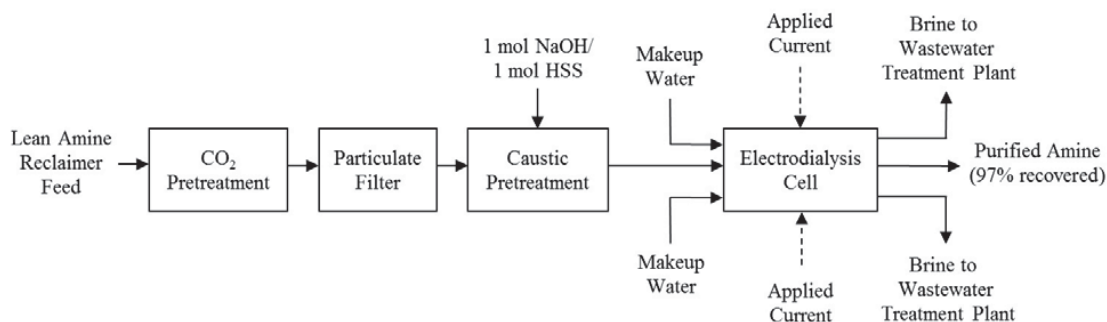 Lean Amine
Reclaimer
Feed
CO₂
Pretreatment
Particulate
Filter
1 mol NaOH/
1 mol HSS
Caustic
Pretreatment
Makeup
Water
Makeup
Water
Applied
Current
Electrodialysis
Cell
Applied
Current
Brine to
Wastewater
Treatment Plant
Purified Amine
(97% recovered)
Brine to
Wastewater
Treatment Plant